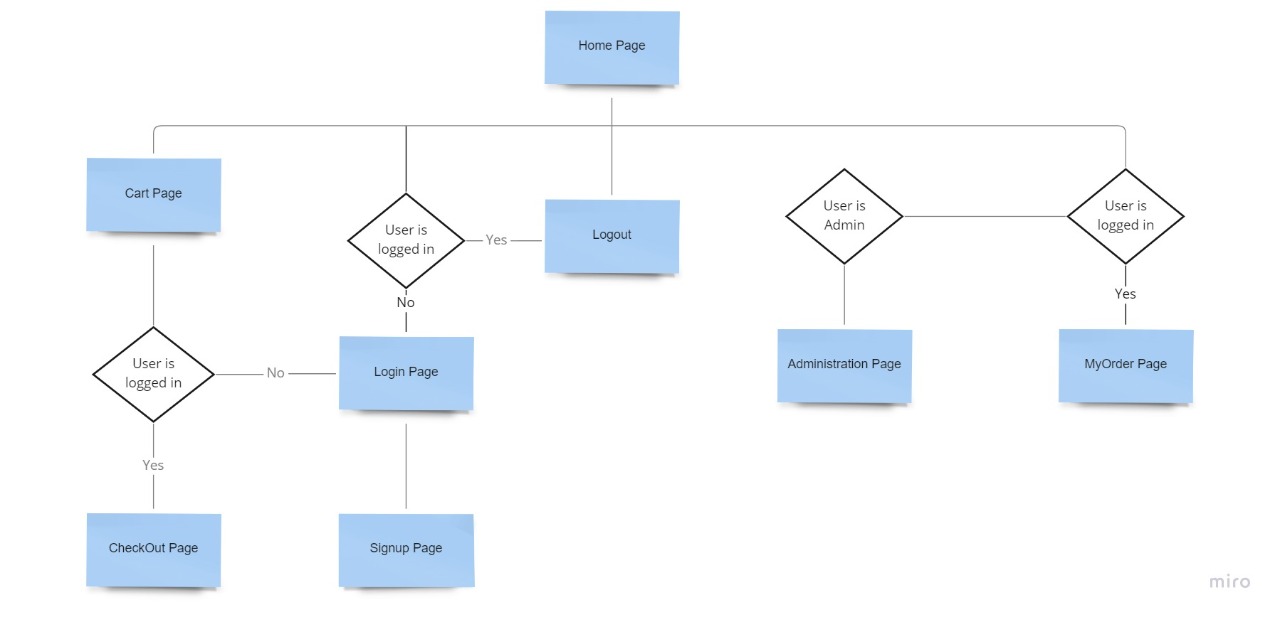 Home Page
Cart Page
User is
logged in
Yes
Logout
User is
Admin
User is
logged in
No
Yes
User is
logged in
No
Login Page
Administration Page
MyOrder Page
Yes
CheckOut Page
Signup Page
miro